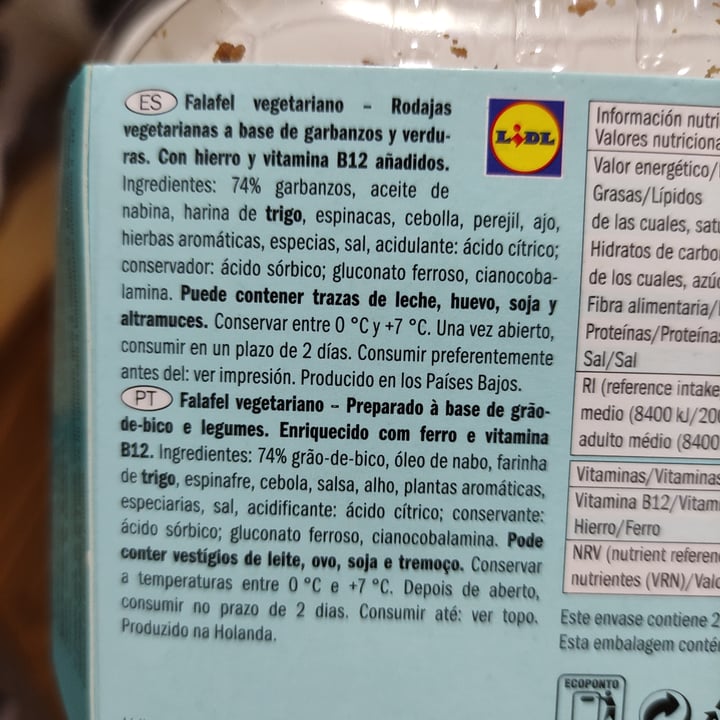 ES Falafel vegetariano – Rodajas
vegetarianas a base de garbanzos y verdu-
ras. Con hierro y vitamina B12 añadidos.
Ingredientes: 74% garbanzos, aceite de
nabina, harina de trigo, espinacas, cebolla, perejil, ajo,
hierbas aromáticas, especias, sal, acidulante: ácido cítrico;
conservador: ácido sórbico; gluconato ferroso, cianocoba-
lamina. Puede contener trazas de leche, huevo, soja y
altramuces. Conservar entre 0 °C y +7 °C. Una vez abierto,
consumir en un plazo de 2 días. Consumir preferentemente
antes del: ver impresión. Producido en los Países Bajos.
PT Falafel vegetariano – Preparado à base de grão-
de-bico e legumes. Enriquecido com ferro e vitamina
B12. Ingredientes: 74% grão-de-bico, óleo de nabo, farinha
de trigo, espinafre, cebola, salsa, alho, plantas aromáticas,
especiarias, sal, acidificante: ácido cítrico; conservante:
ácido sórbico; gluconato ferroso, cianocobalamina. Pode
conter vestígios de leite, ovo, soja e tremoço. Conservar
a temperaturas entre 0 °C e +7 °C. Depois de aberto,
consumir no prazo de 2 dias. Consumir até: ver topo.
Produzido na Holanda.
LIDL
Información nutri
Valores nutriciona
Valor energético/
Grasas/Lípidos
de las cuales, satu
Hidratos de carbo
de los cuales, azúc
Fibra alimentaria/
Proteínas/Proteína
Sal/Sal
RI (reference intake
medio (8400 kJ/200
adulto médio (8400
Vitaminas/Vitaminas
Vitamina B12/Vitam
Hierro/Ferro
NRV (nutrient referen
nutrientes (VRN)/Valo
Este envase contiene 2
Esta embalagem conté
ECOPONTO